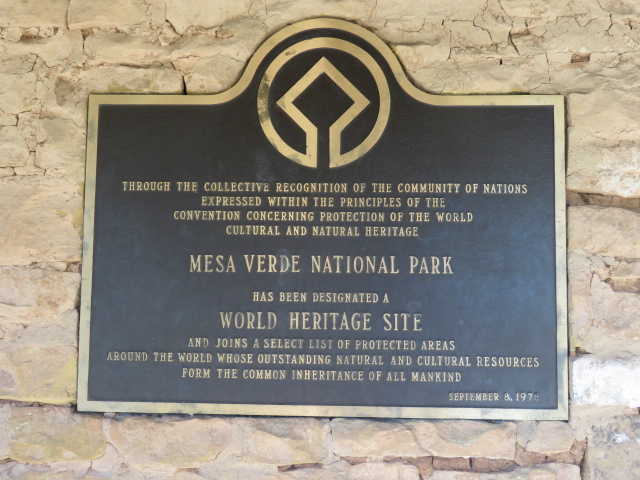 THROUGH THE COLLECTIVE RECOGNITION OF THE COMMUNITY OF NATIONS
EXPRESSED WITHIN THE PRINCIPLES OF THE
CONVENTION CONCERNING PROTECTION OF THE WORLD
CULTURAL AND NATURAL HERITAGE
MESA VERDE NATIONAL PARK
HAS BEEN DESIGNATED A
WORLD HERITAGE SITE
AND JOINS A SELECT LIST OF PROTECTED AREAS
AROUND THE WORLD WHOSE OUTSTANDING NATURAL AND CULTURAL RESOURCES
FORM THE COMMON INHERITANCE OF ALL MANKIND
SEPTEMBER 8, 1978